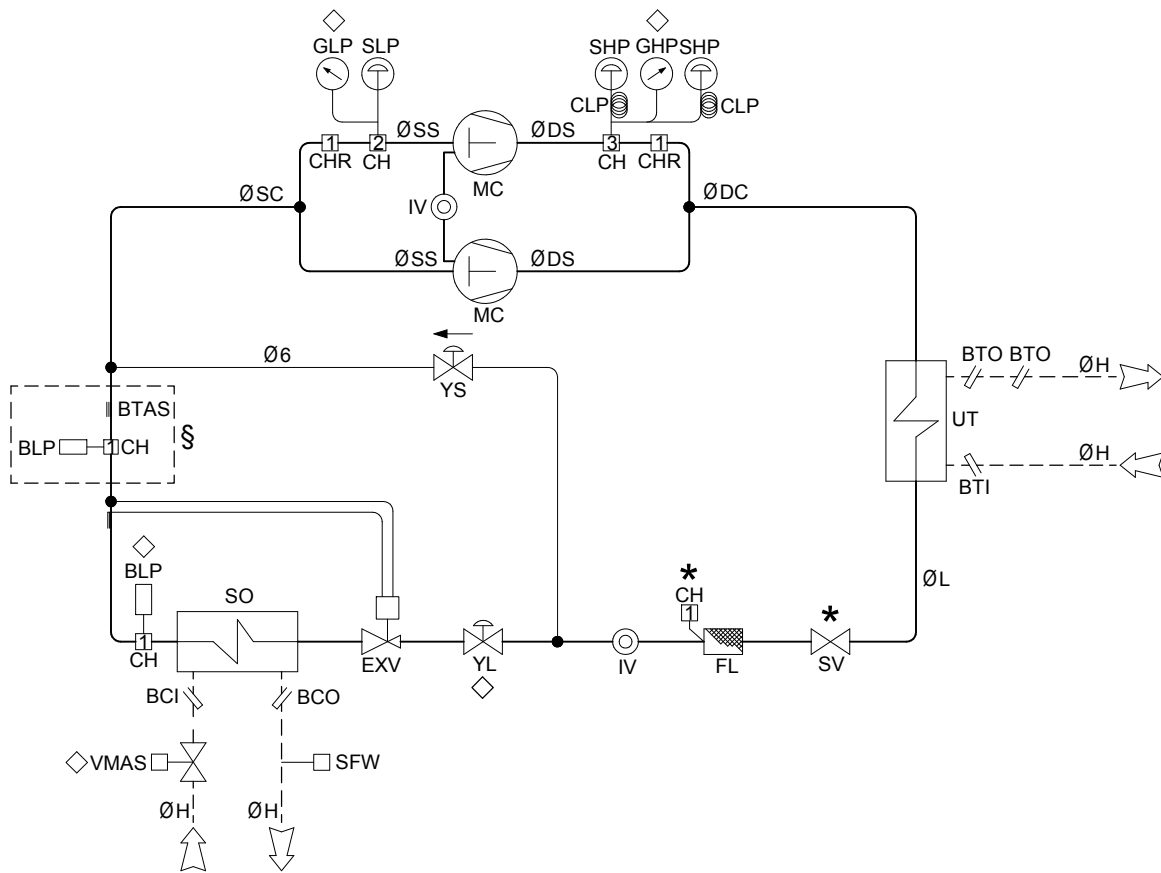 GLP SLP SHP GHP SHP
CLP CLP
ØSS ØDS
1 2 3 1
CHR CH MC CH CHR
ØSC IV ØDC
ØSS ØDS
MC
Ø6
YS
BTO BTO ØH
UT
ØH
BTI
BTAS
BLP 1 CH §
BLP
SO
ØL
*
CH
1
*
1
CH
EXV YL IV FL SV
BCI BCO
VMAS SFW
ØH ØH